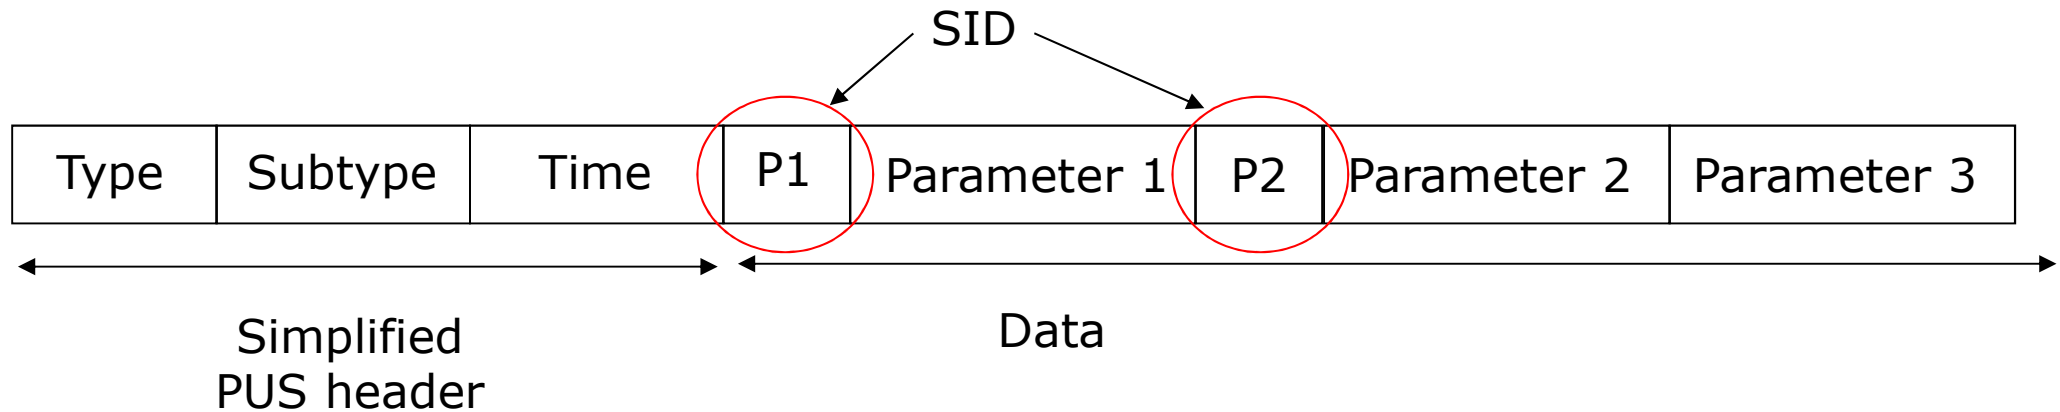 SID
Type Subtype Time P1 Parameter 1 P2 Parameter 2 Parameter 3
Simplified
PUS header
Data